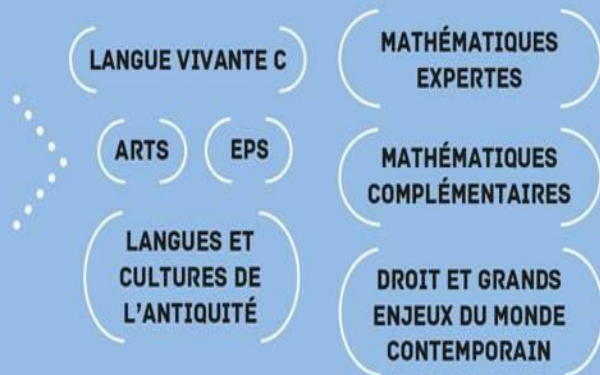 LANGUE VIVANTE C
ARTS
EPS
LANGUES ET
CULTURES DE
L'ANTIQUITÉ
MATHÉMATIQUES
EXPERTES
MATHÉMATIQUES
COMPLÉMENTAIRES
DROIT ET GRANDS
ENJEUX DU MONDE
CONTEMPORAIN